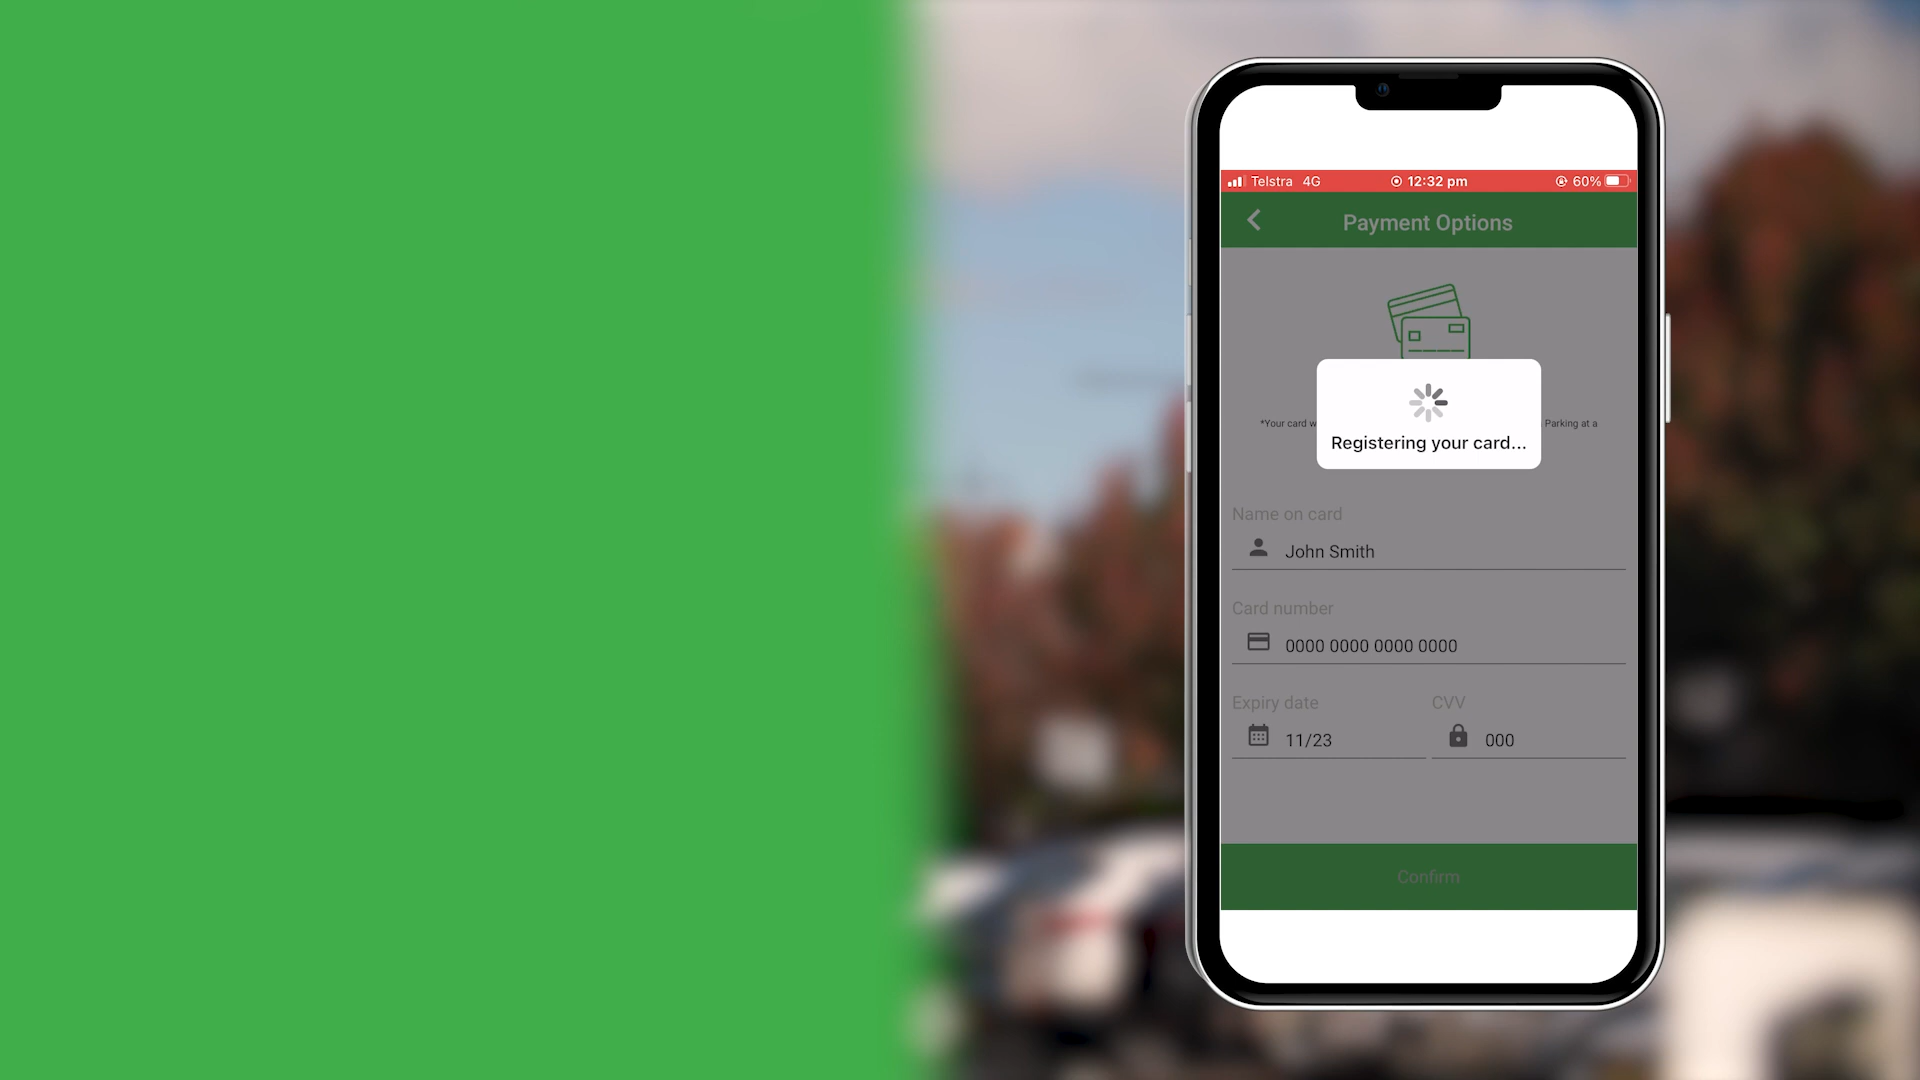 Telstra 4G 12:32 pm 60%
Payment Options
Registering your card...
*Your card w Parking at a
Name on card
John Smith
Card number
0000 0000 0000 0000
Expiry date CVV
11/23 000
Confirm